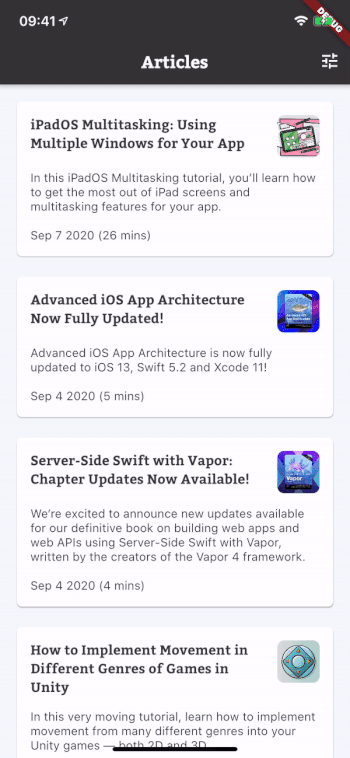 09:41
DEBUG
Articles
iPadOS Multitasking: Using
Multiple Windows for Your App
In this iPadOS Multitasking tutorial, you'll learn how
to get the most out of iPad screens and
multitasking features for your app.
Sep 7 2020 (26 mins)
Advanced iOS App Architecture
Now Fully Updated!
Advanced iOS App Architecture is now fully
updated to iOS 13, Swift 5.2 and Xcode 11!
Sep 4 2020 (5 mins)
Server-Side Swift with Vapor:
Chapter Updates Now Available!
Vapor
We're excited to announce new updates available
for our definitive book on building web apps and
web APIs using Server-Side Swift with Vapor,
written by the creators of the Vapor 4 framework.
Sep 4 2020 (4 mins)
How to Implement Movement in
Different Genres of Games in
Unity
In this very moving tutorial, learn how to implement
movement from many different genres into your
Unity games — both 2D and 3D.